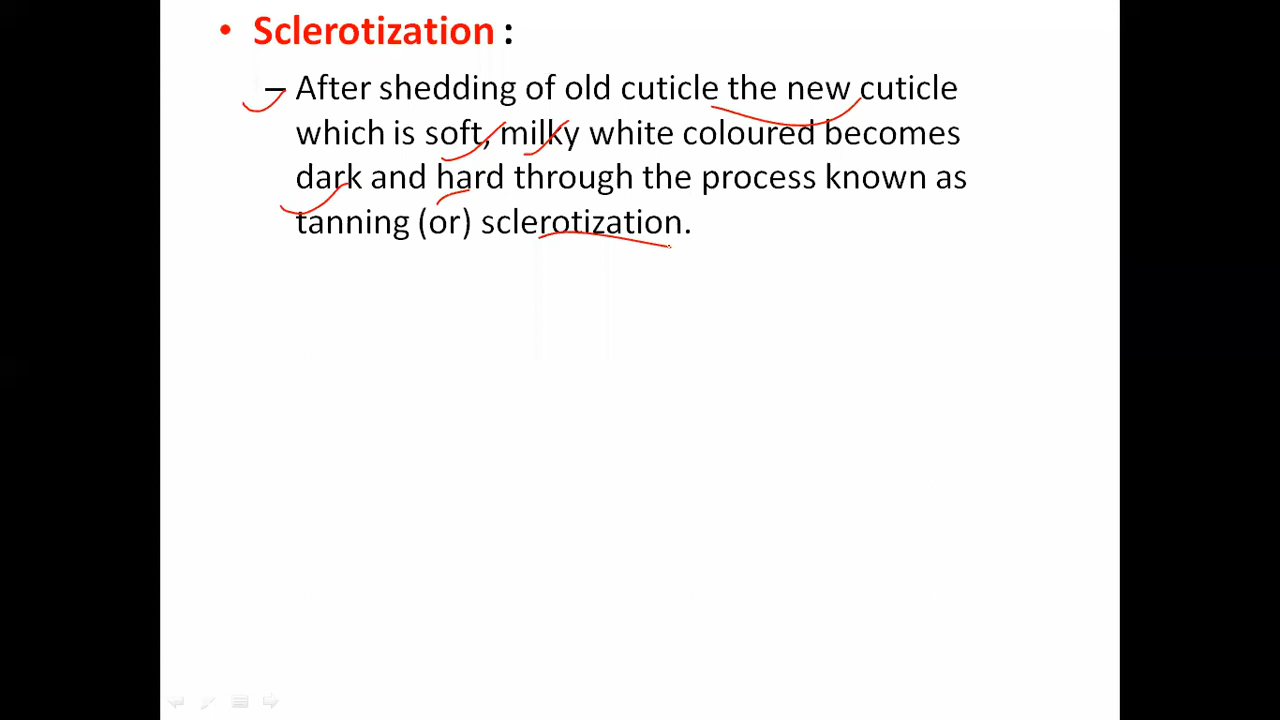 • Sclerotization :
– After shedding of old cuticle the new cuticle
which is soft, milky white coloured becomes
dark and hard through the process known as
tanning (or) sclerotization.